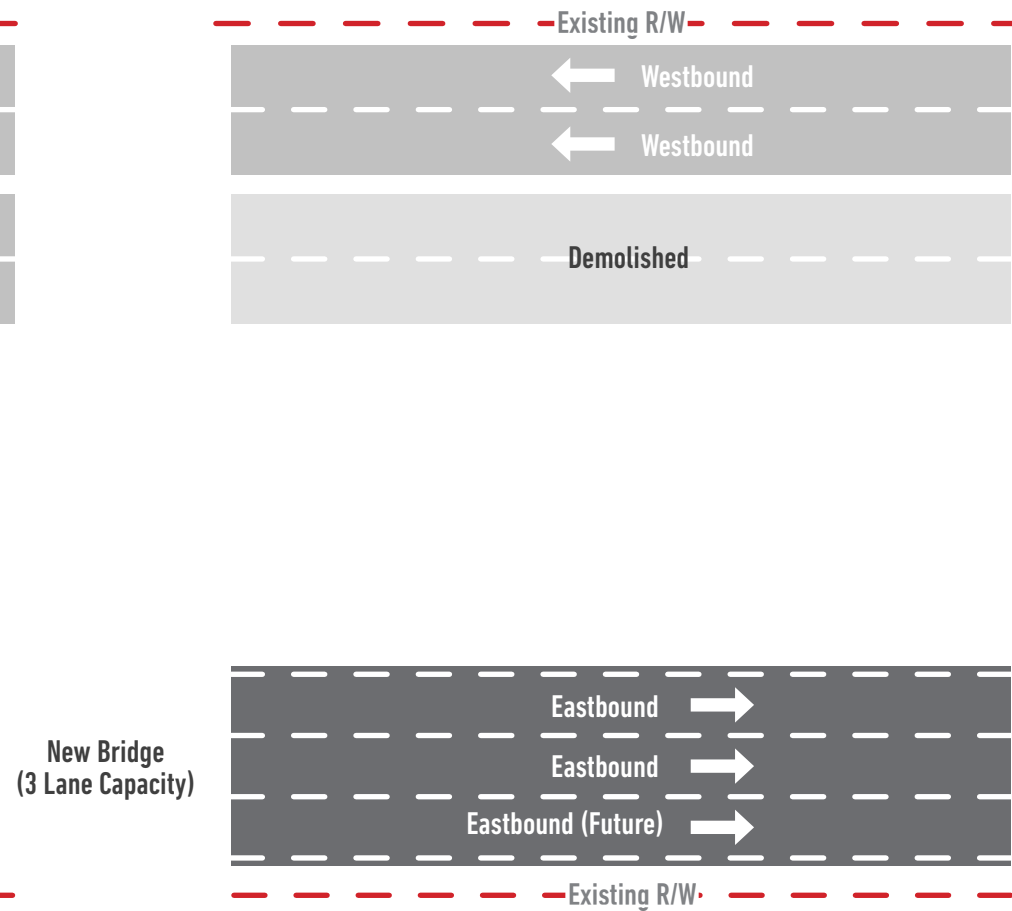 Existing R/W
Westbound
Westbound
Demolished
Eastbound
New Bridge
(3 Lane Capacity)
Eastbound
Eastbound (Future)
Existing R/W